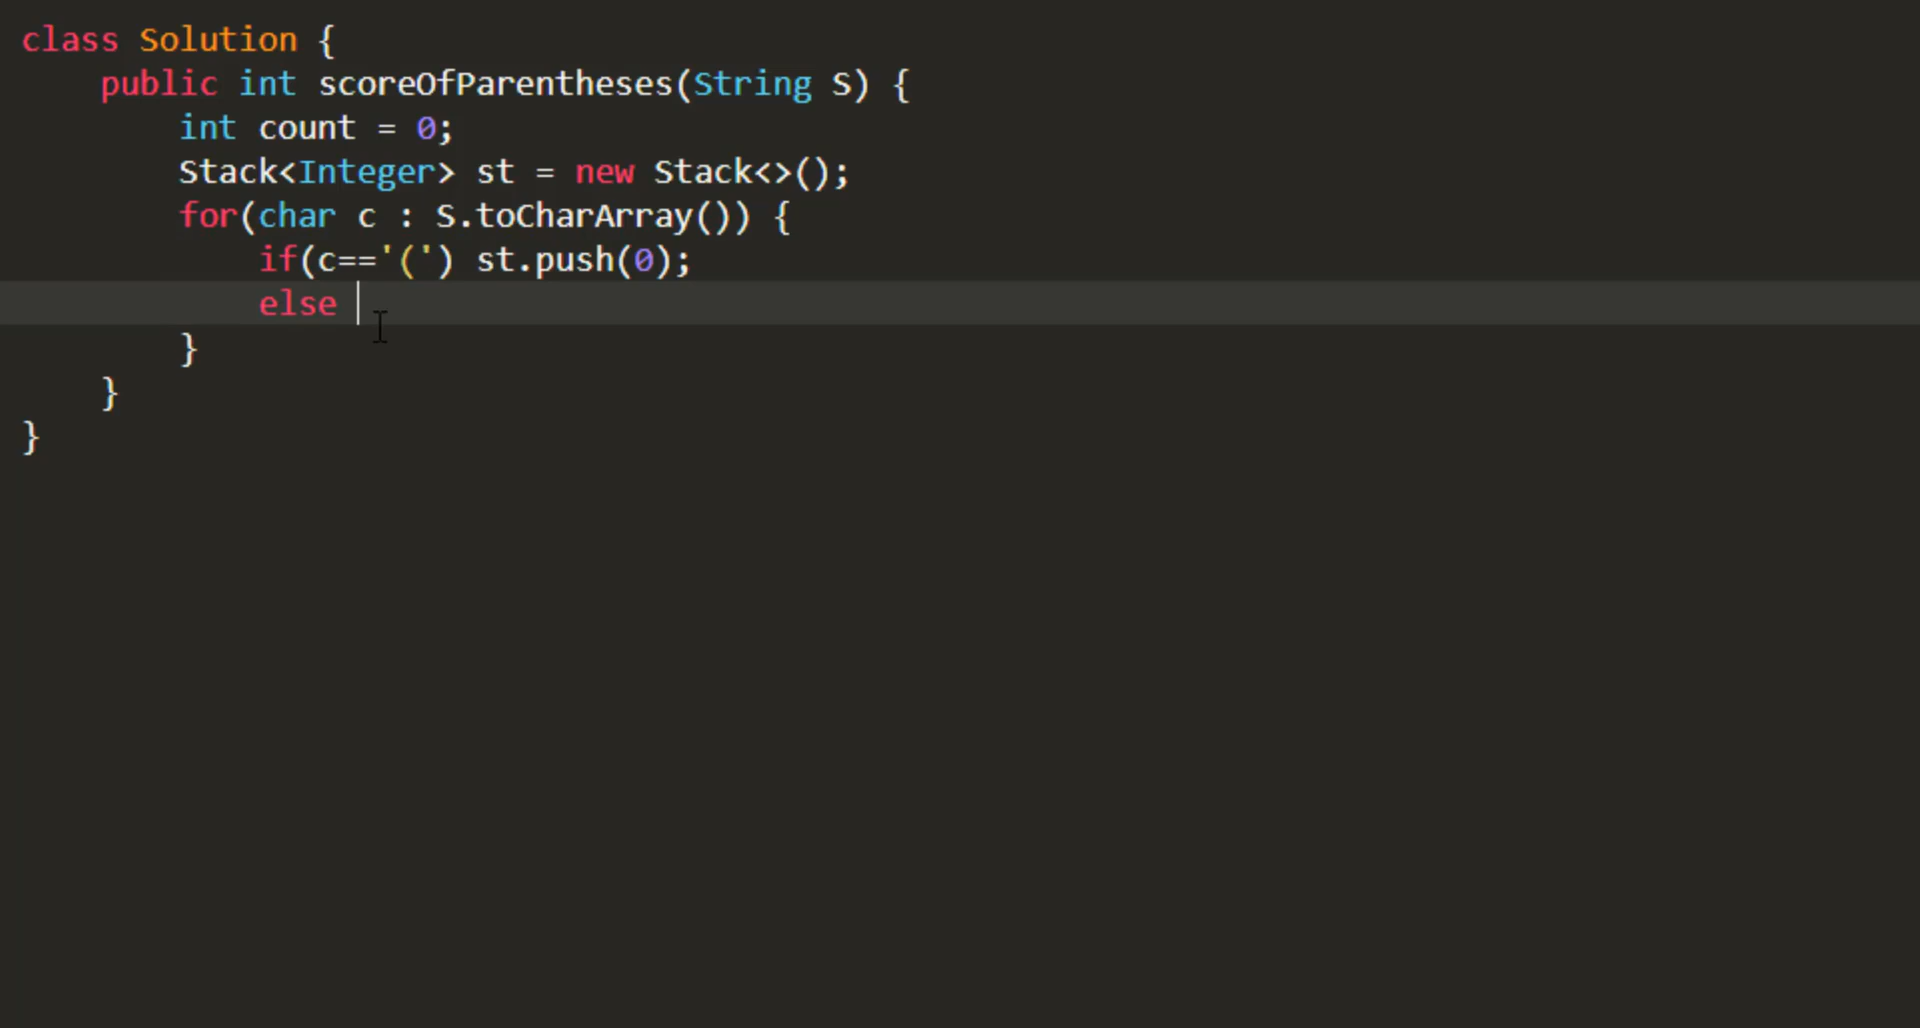 class Solution {
    public int scoreOfParentheses(String S) {
        int count = 0;
        Stack<Integer> st = new Stack<>();
        for(char c : S.toCharArray()) {
            if(c=='(') st.push(0);
            else
        }
    }
}